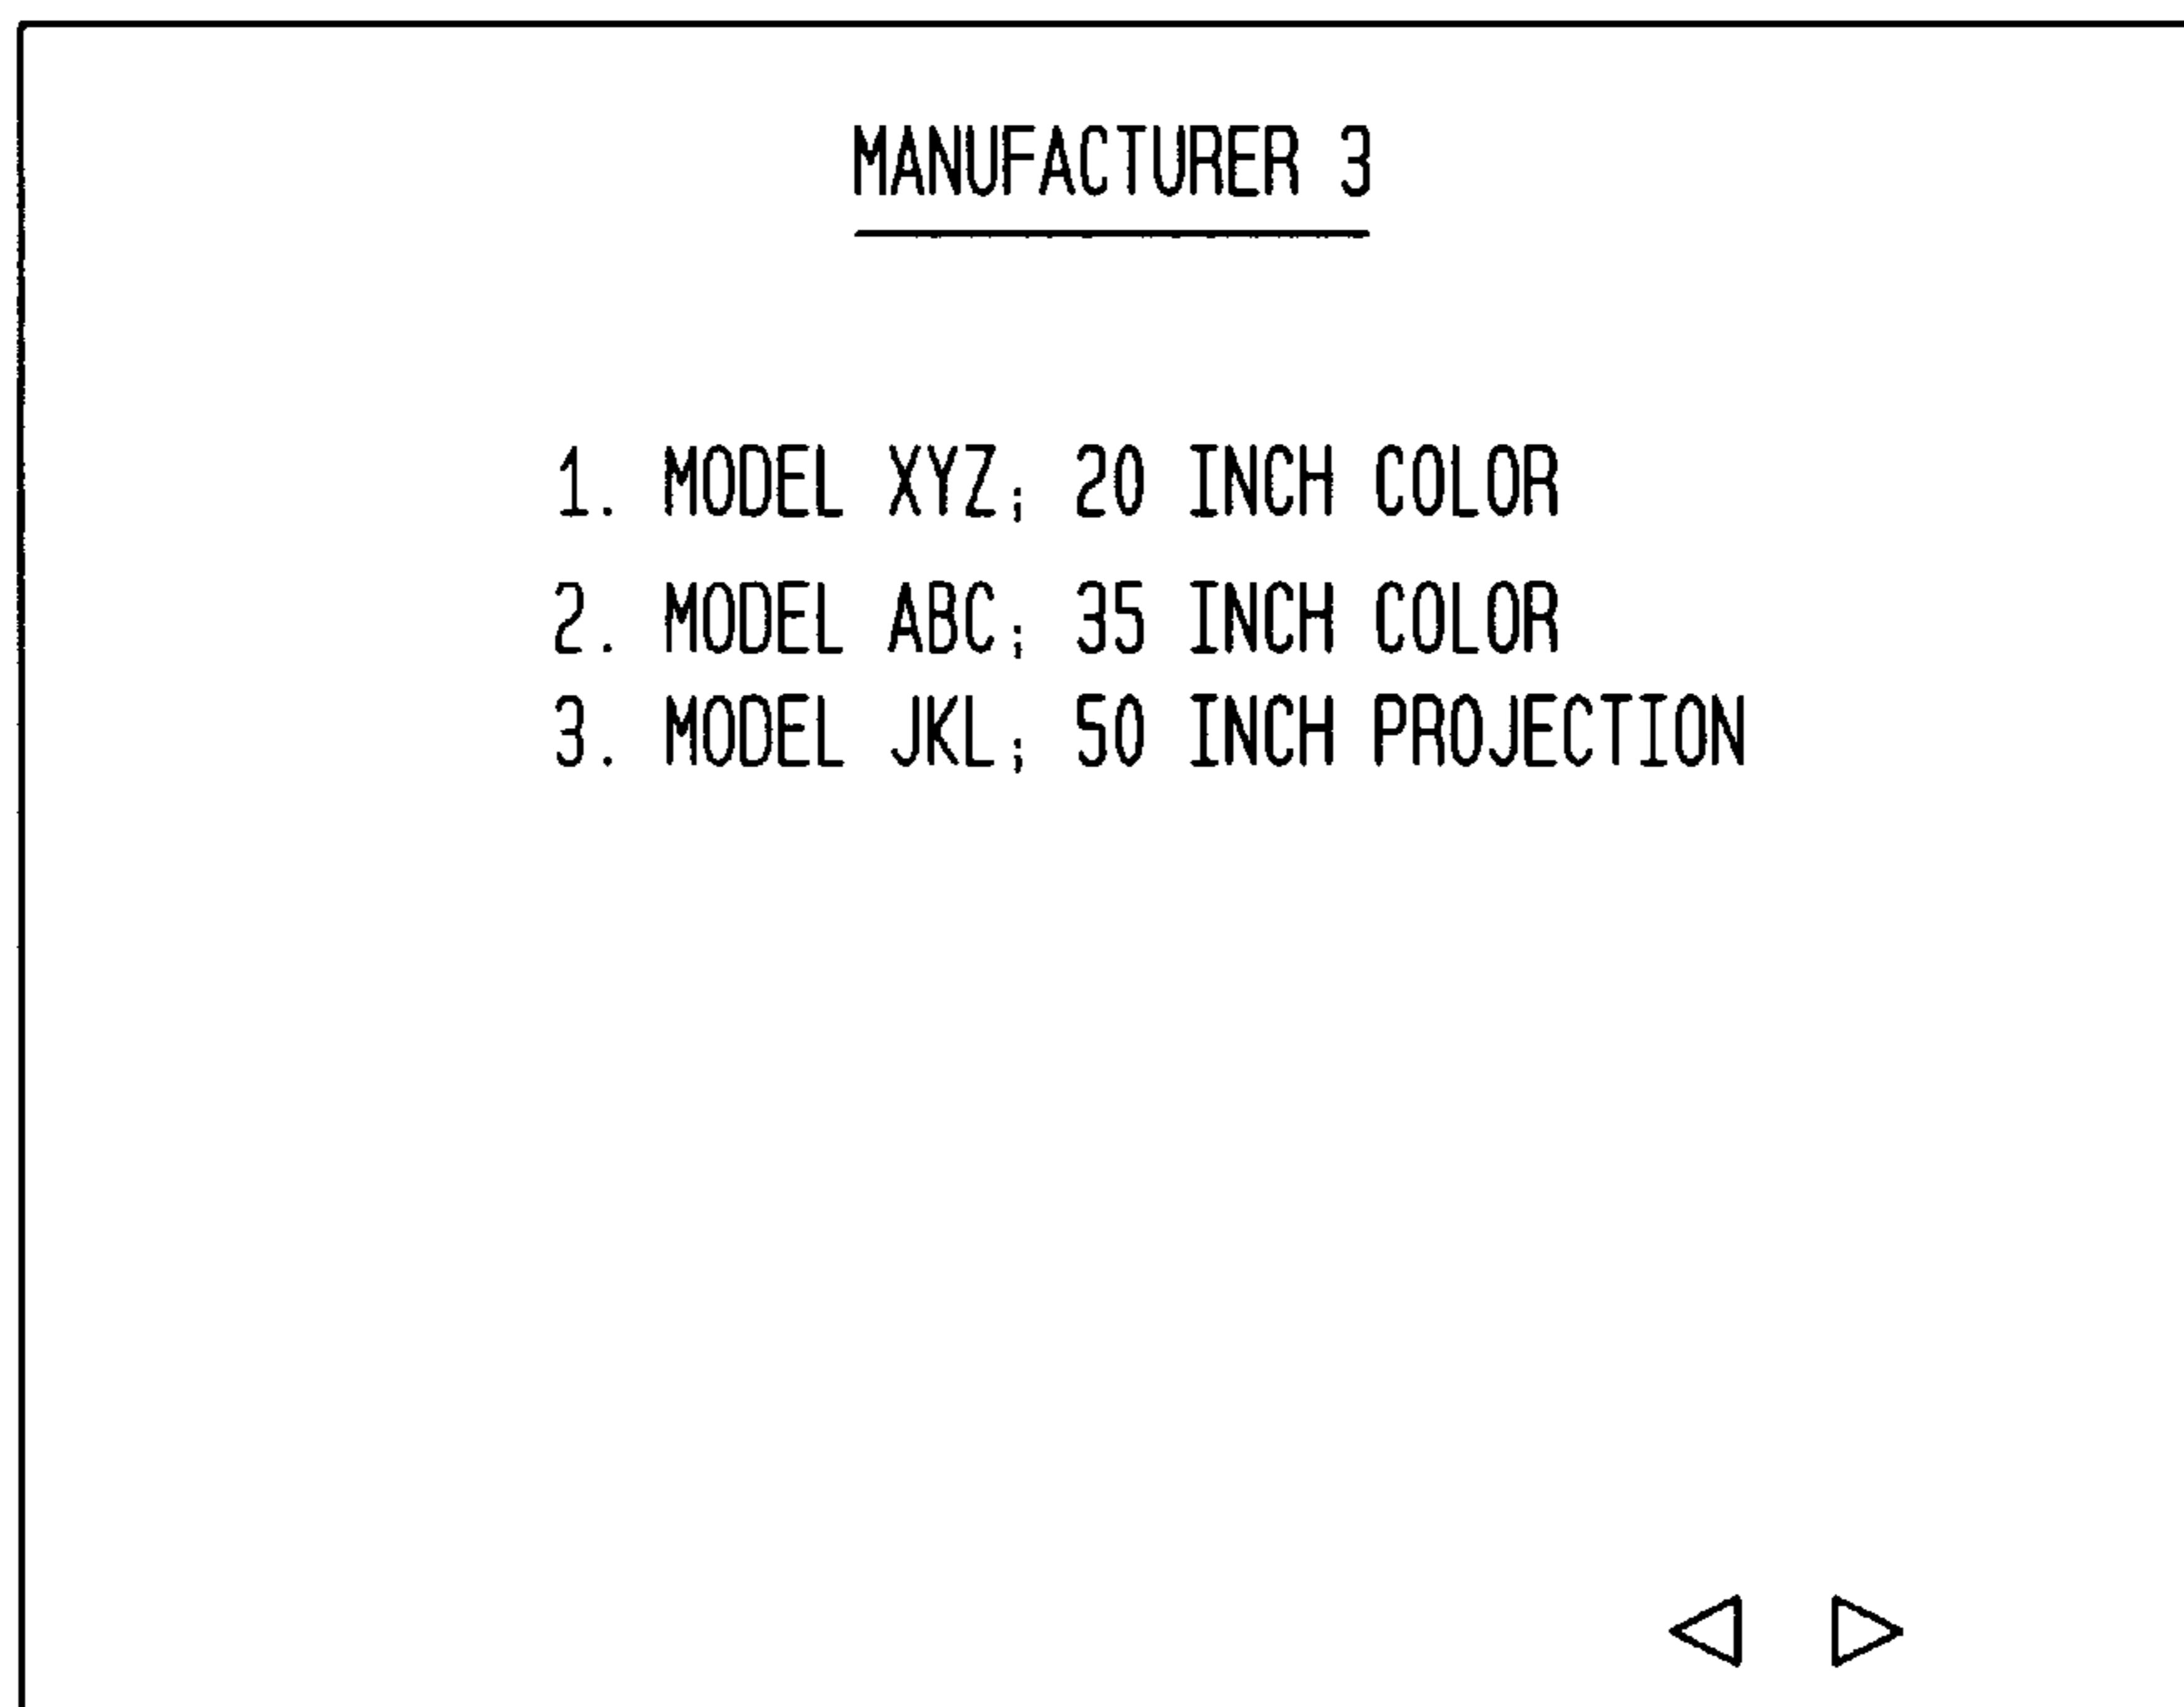 MANUFACTURER 3
1. MODEL XYZ; 20 INCH COLOR
2. MODEL ABC; 35 INCH COLOR
3. MODEL JKL; 50 INCH PROJECTION